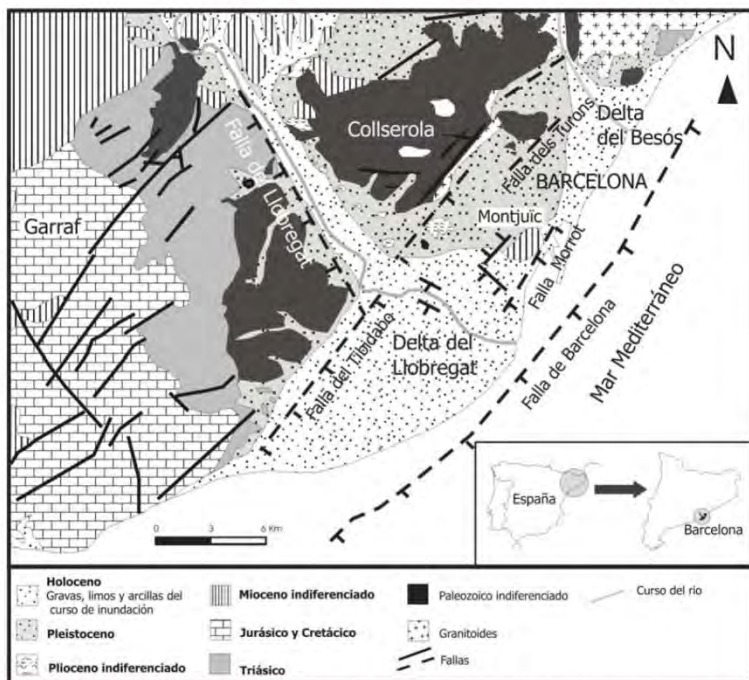 N
Collserola
Delta
del Besós
Falla dels Turons
BARCELONA
Falla del Llobregat
Garraf
Montjuïc
Falla Morrot
Mar Mediterráneo
Falla de Barcelona
Delta del
Llobregat
Falla del Tibidabo
0 3 6 Km
España
Barcelona
Holoceno
Gravas, limos y arcillas del
curso de inundación
Pleistoceno
Plioceno indiferenciado
Mioceno indiferenciado
Jurásico y Cretácico
Triásico
Paleozoico indiferenciado
Granitoides
Fallas
Curso del rio